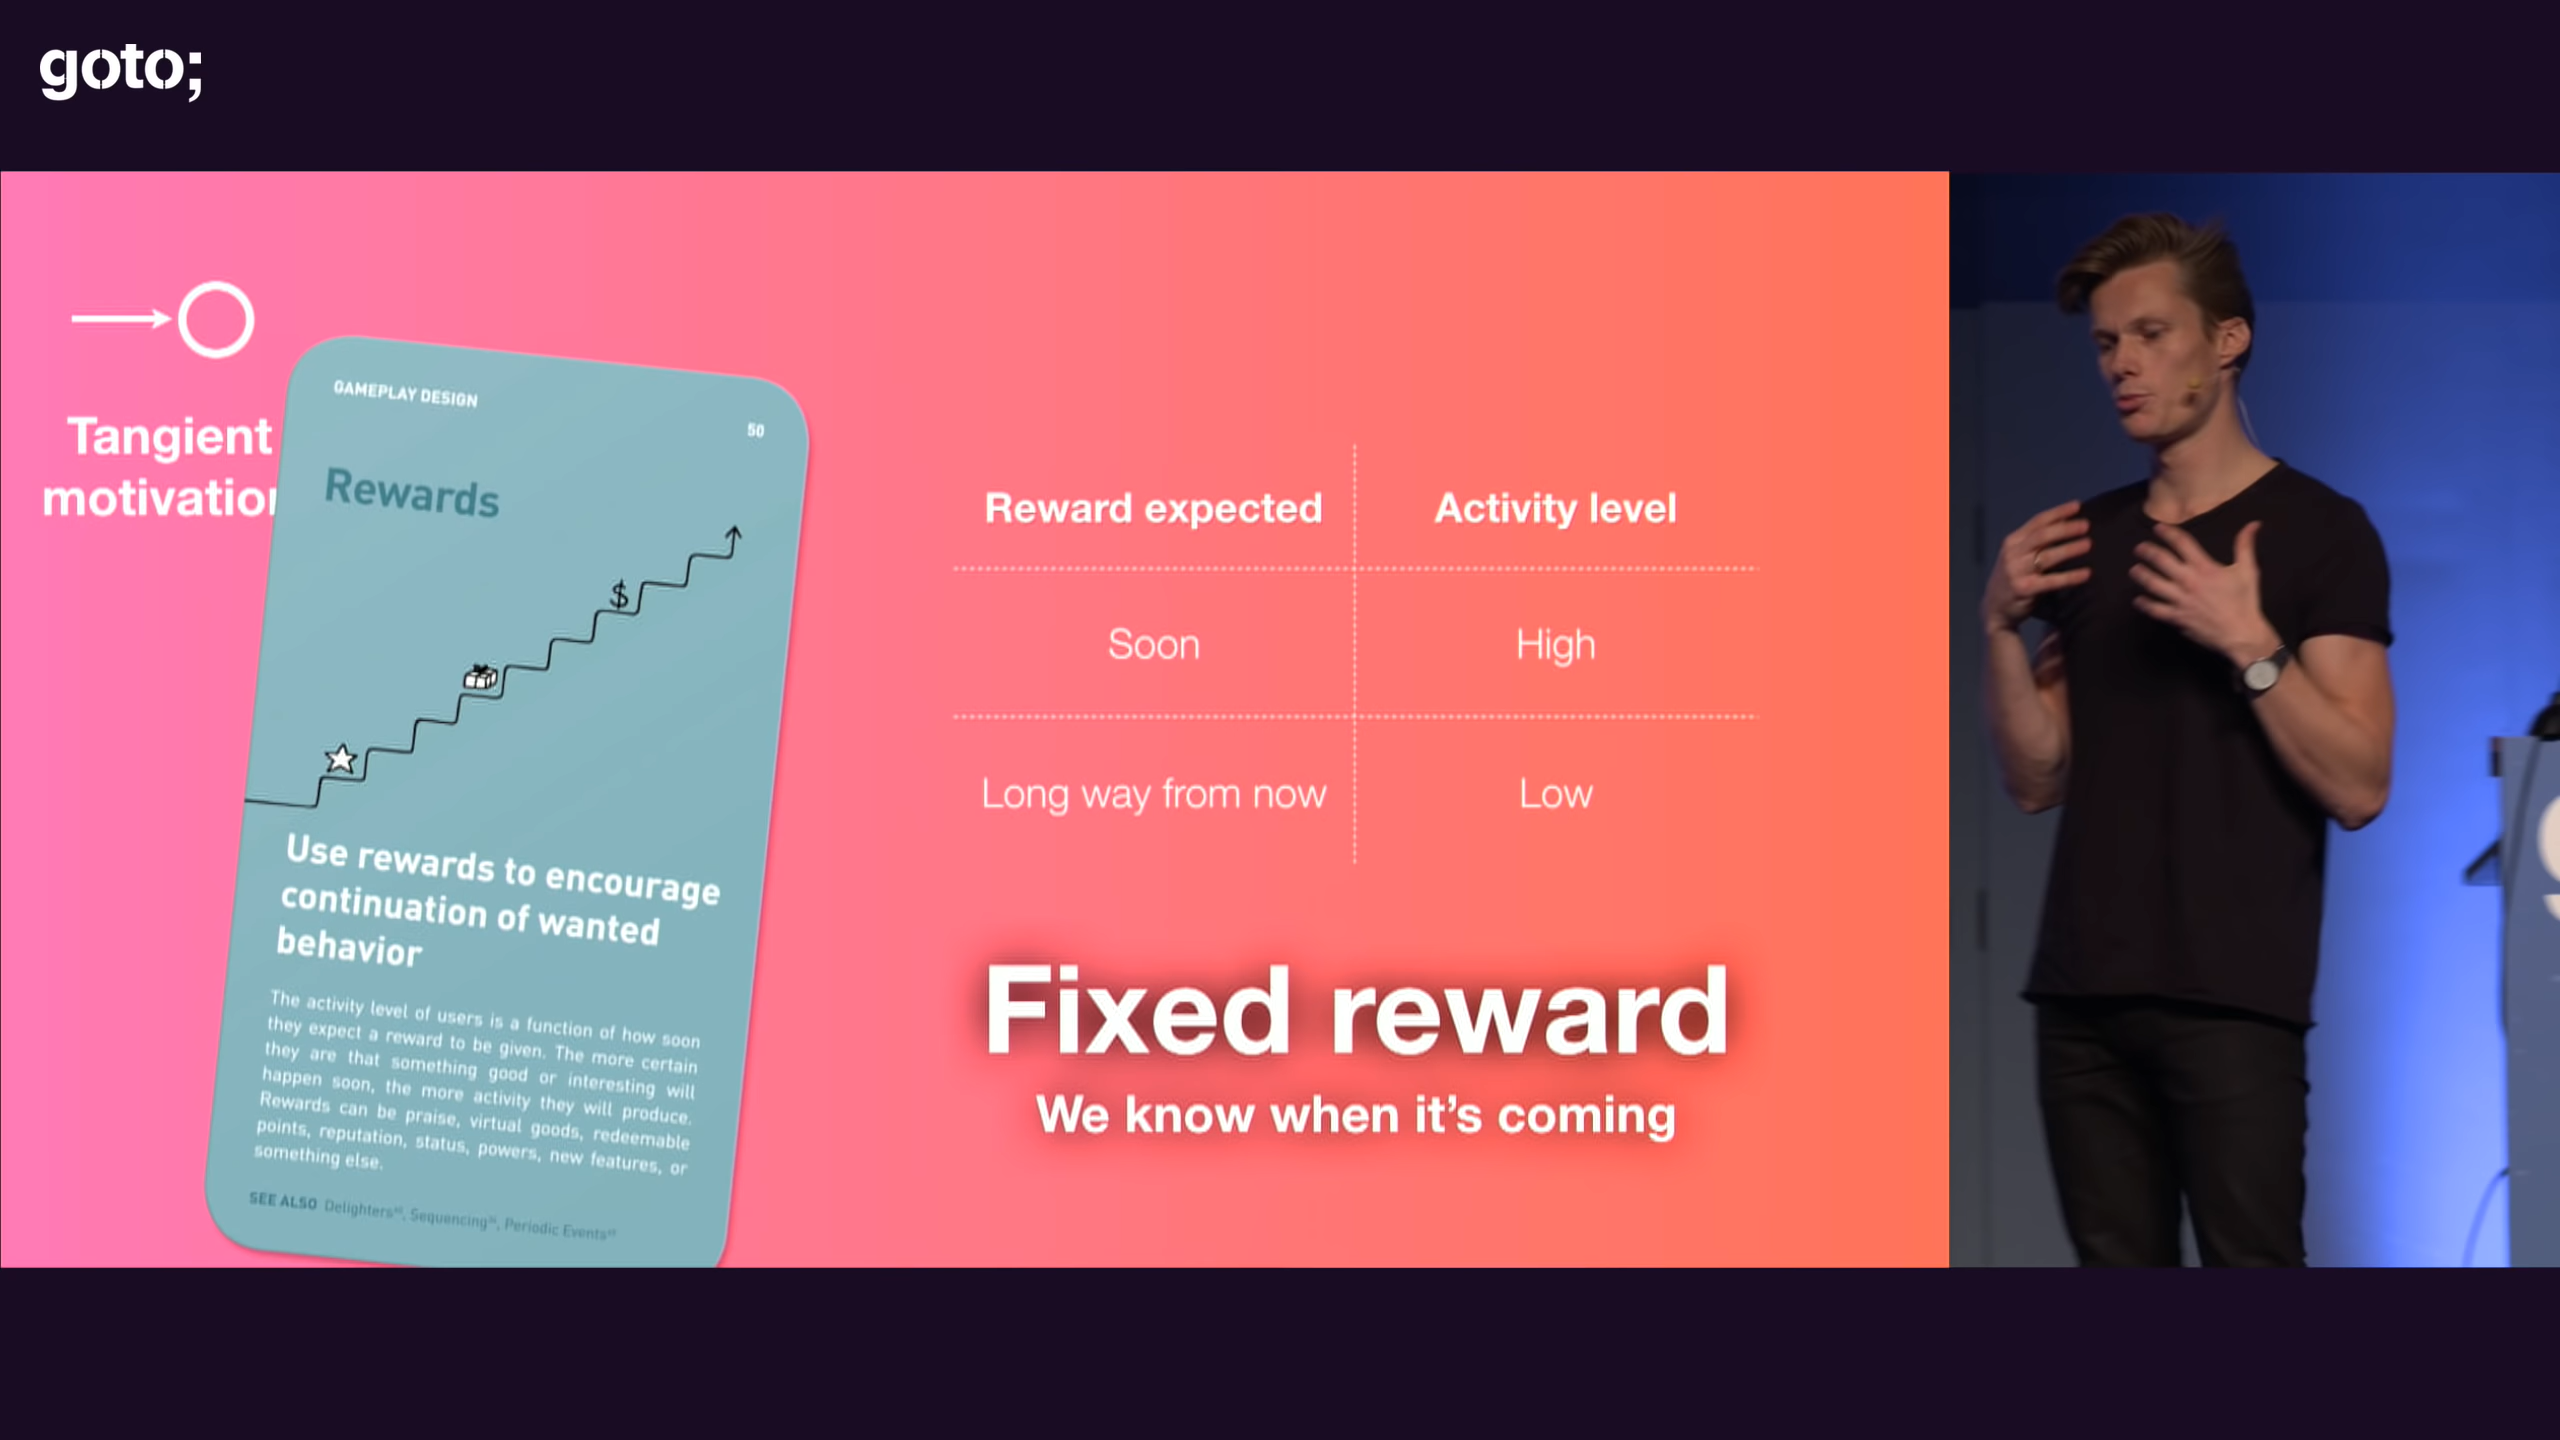 goto;
Tangient
motivation
GAMEPLAY DESIGN
50
Rewards
$
Use rewards to encourage
continuation of wanted
behavior
The activity level of users is a function of how soon
they expect a reward to be given. The more certain
they are that something good or interesting will
happen soon, the more activity they will produce.
Rewards can be praise, virtual goods, redeemable
points, reputation, status, powers, new features, or
something else.
SEE ALSO Delighters, Sequencing, Periodic Events
Reward expected Activity level
Soon High
Long way from now Low
Fixed reward
We know when it's coming